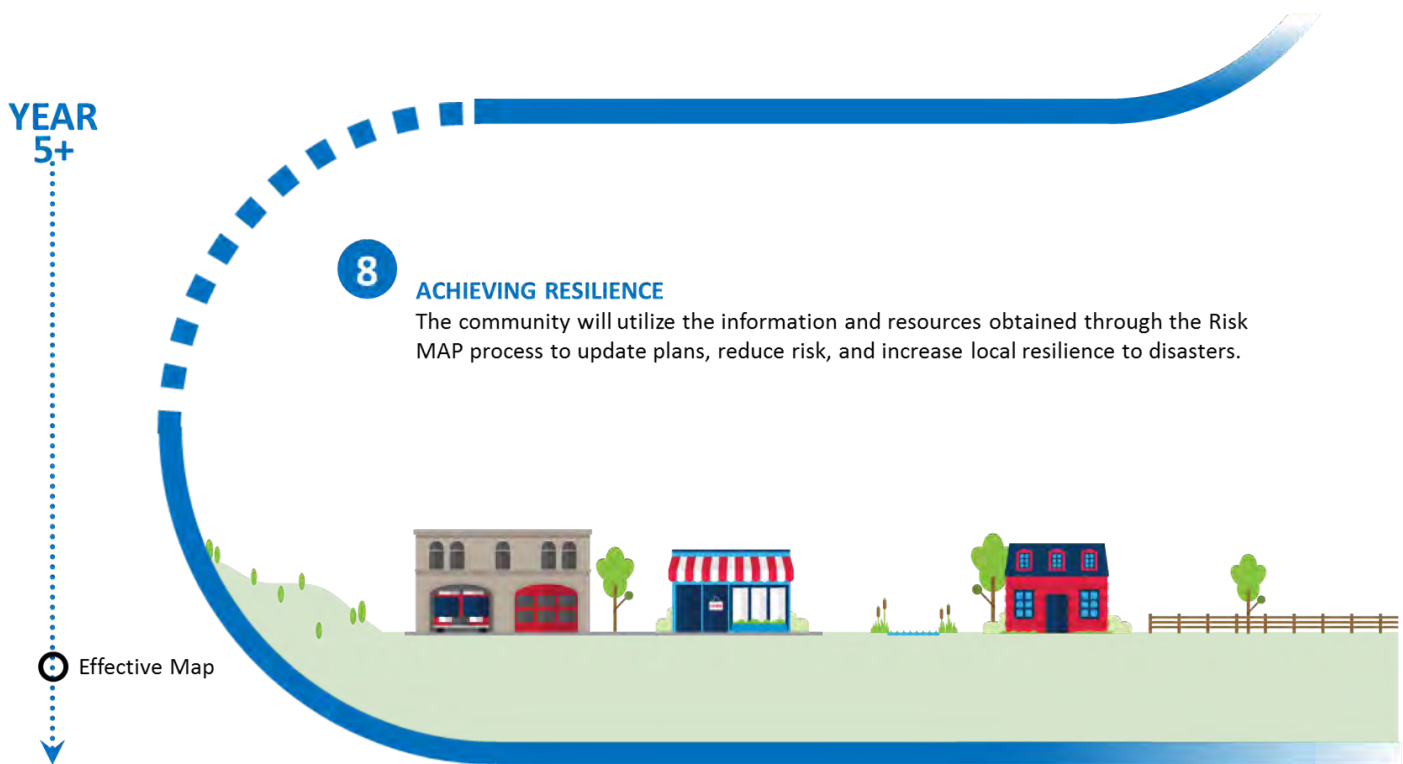 YEAR
5+
8
ACHIEVING RESILIENCE
The community will utilize the information and resources obtained through the Risk
MAP process to update plans, reduce risk, and increase local resilience to disasters.
Effective Map